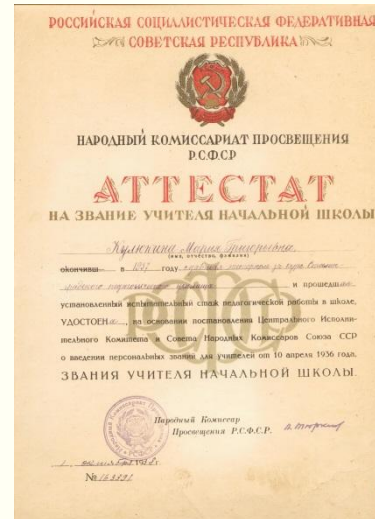 РОССИЙСКАЯ СОЦИАЛИСТИЧЕСКАЯ ФЕДЕРАТИВНАЯ
СОВЕТСКАЯ РЕСПУБЛИКА
НАРОДНЫЙ КОМИССАРИАТ ПРОСВЕЩЕНИЯ
Р.С.Ф.С.Р
АТТЕСТАТ
НА ЗВАНИЕ УЧИТЕЛЯ НАЧАЛЬНОЙ ШКОЛЫ
Мария Григорьевна
(имя, отчество, фамилия)
окончивш в году
и прошедш
установленный испытательный стаж педагогической работы в школе,
УДОСТОЕН , на основании постановления Центрального Исполни-
тельного Комитета и Совета Народных Комиссаров Союза ССР
о введении персональных званий для учителей от 10 апреля 1936 года,
ЗВАНИЯ УЧИТЕЛЯ НАЧАЛЬНОЙ ШКОЛЫ.
РСФСР
Народный Комиссар
Просвещения Р.С.Ф.С.Р.
№